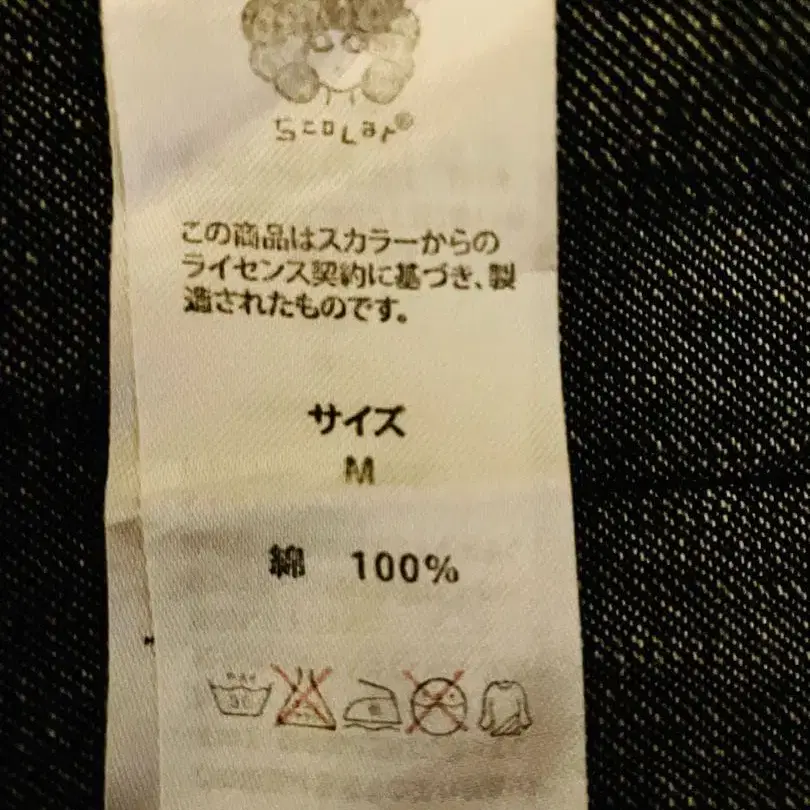 ScoLar®
この商品はスカラーからの
ライセンス契約に基づき、製
造されたものです。
サイズ
M
綿 100%